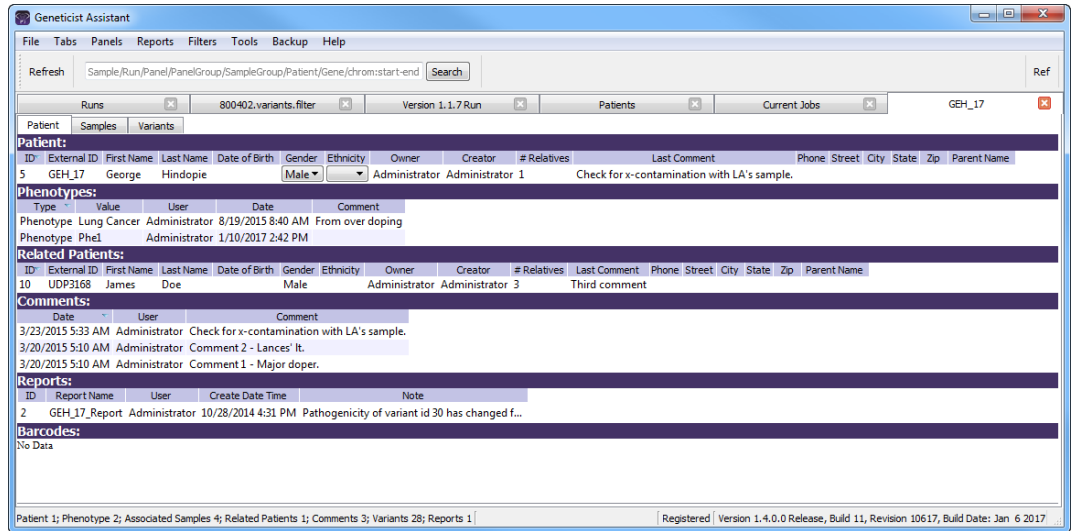 Geneticist Assistant
File Tabs Panels Reports Filters Tools Backup Help
Refresh Sample/Run/Panel/PanelGroup/SampleGroup/Patient/Gene/chrom:start-end Search Ref
Runs 800402.variants.filter Version 1.1.7 Run Patients Current Jobs GEH_17
Patient Samples Variants
Patient:
ID External ID First Name Last Name Date of Birth Gender Ethnicity Owner Creator # Relatives Last Comment Phone Street City State Zip Parent Name
5 GEH_17 George Hindopie Male Administrator Administrator 1 Check for x-contamination with LA's sample.
Phenotypes:
Type Value User Date Comment
Phenotype Lung Cancer Administrator 8/19/2015 8:40 AM From over doping
Phenotype Phe1 Administrator 1/10/2017 2:42 PM
Related Patients:
ID External ID First Name Last Name Date of Birth Gender Ethnicity Owner Creator # Relatives Last Comment Phone Street City State Zip Parent Name
10 UDP3168 James Doe Male Administrator Administrator 3 Third comment
Comments:
Date User Comment
3/23/2015 5:33 AM Administrator Check for x-contamination with LA's sample.
3/20/2015 5:10 AM Administrator Comment 2 - Lances' lt.
3/20/2015 5:10 AM Administrator Comment 1 - Major doper.
Reports:
ID Report Name User Create Date Time Note
2 GEH_17_Report Administrator 10/28/2014 4:31 PM Pathogenicity of variant id 30 has changed f...
Barcodes:
No Data
Patient 1; Phenotype 2; Associated Samples 4; Related Patients 1; Comments 3; Variants 28; Reports 1 Registered Version 1.4.0.0 Release, Build 11, Revision 10617, Build Date: Jan 6 2017